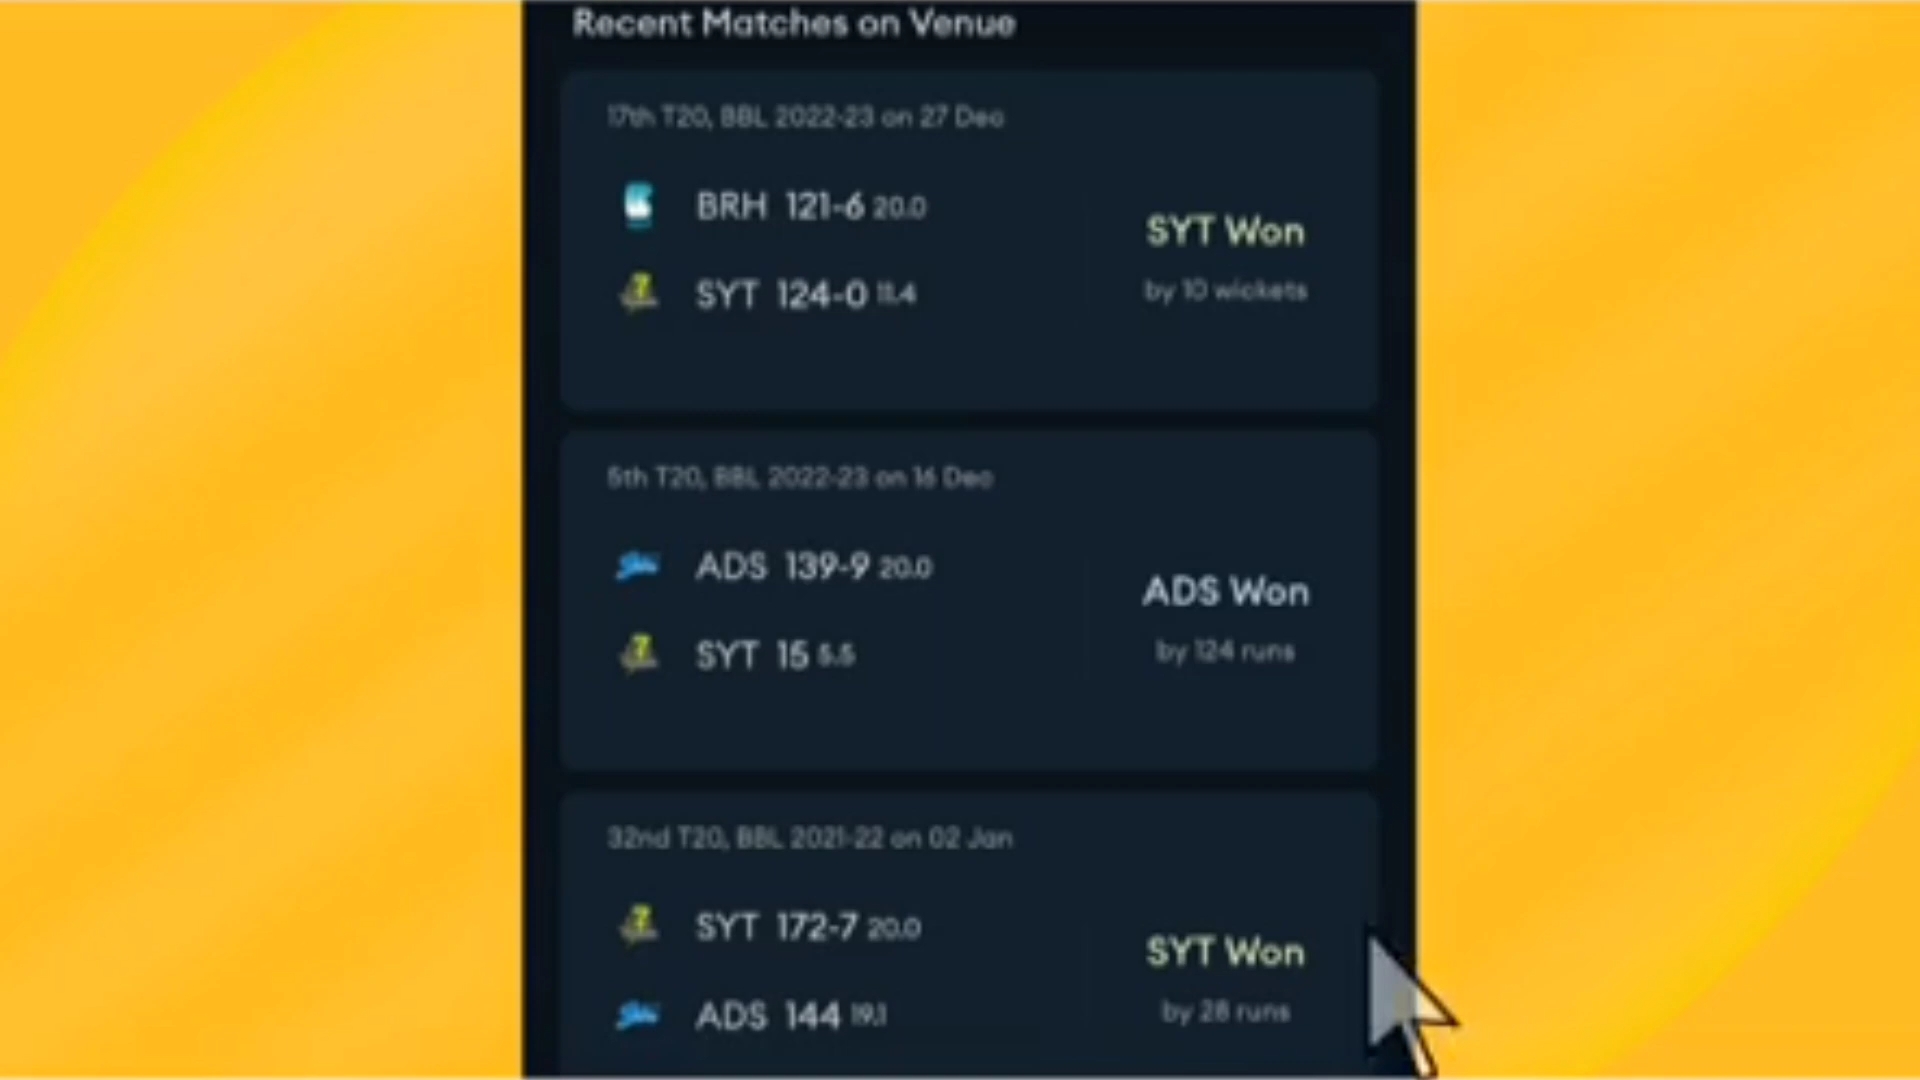 Recent Matches on Venue
17th T20, BBL 2022-23 on 27 Dec
BRH 121-6 20.0
SYT 124-0 11.4
SYT Won
by 10 wickets
5th T20, BBL 2022-23 on 16 Dec
ADS 139-9 20.0
SYT 15 5.5
ADS Won
by 124 runs
32nd T20, BBL 2021-22 on 02 Jan
SYT 172-7 20.0
ADS 144 19.1
SYT Won
by 28 runs